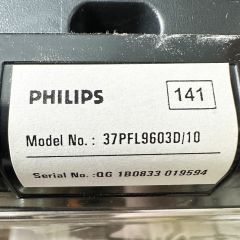 PHILIPS 141
Model No. : 37PFL9603D/10
Serial No. :QG 1B0833 019594